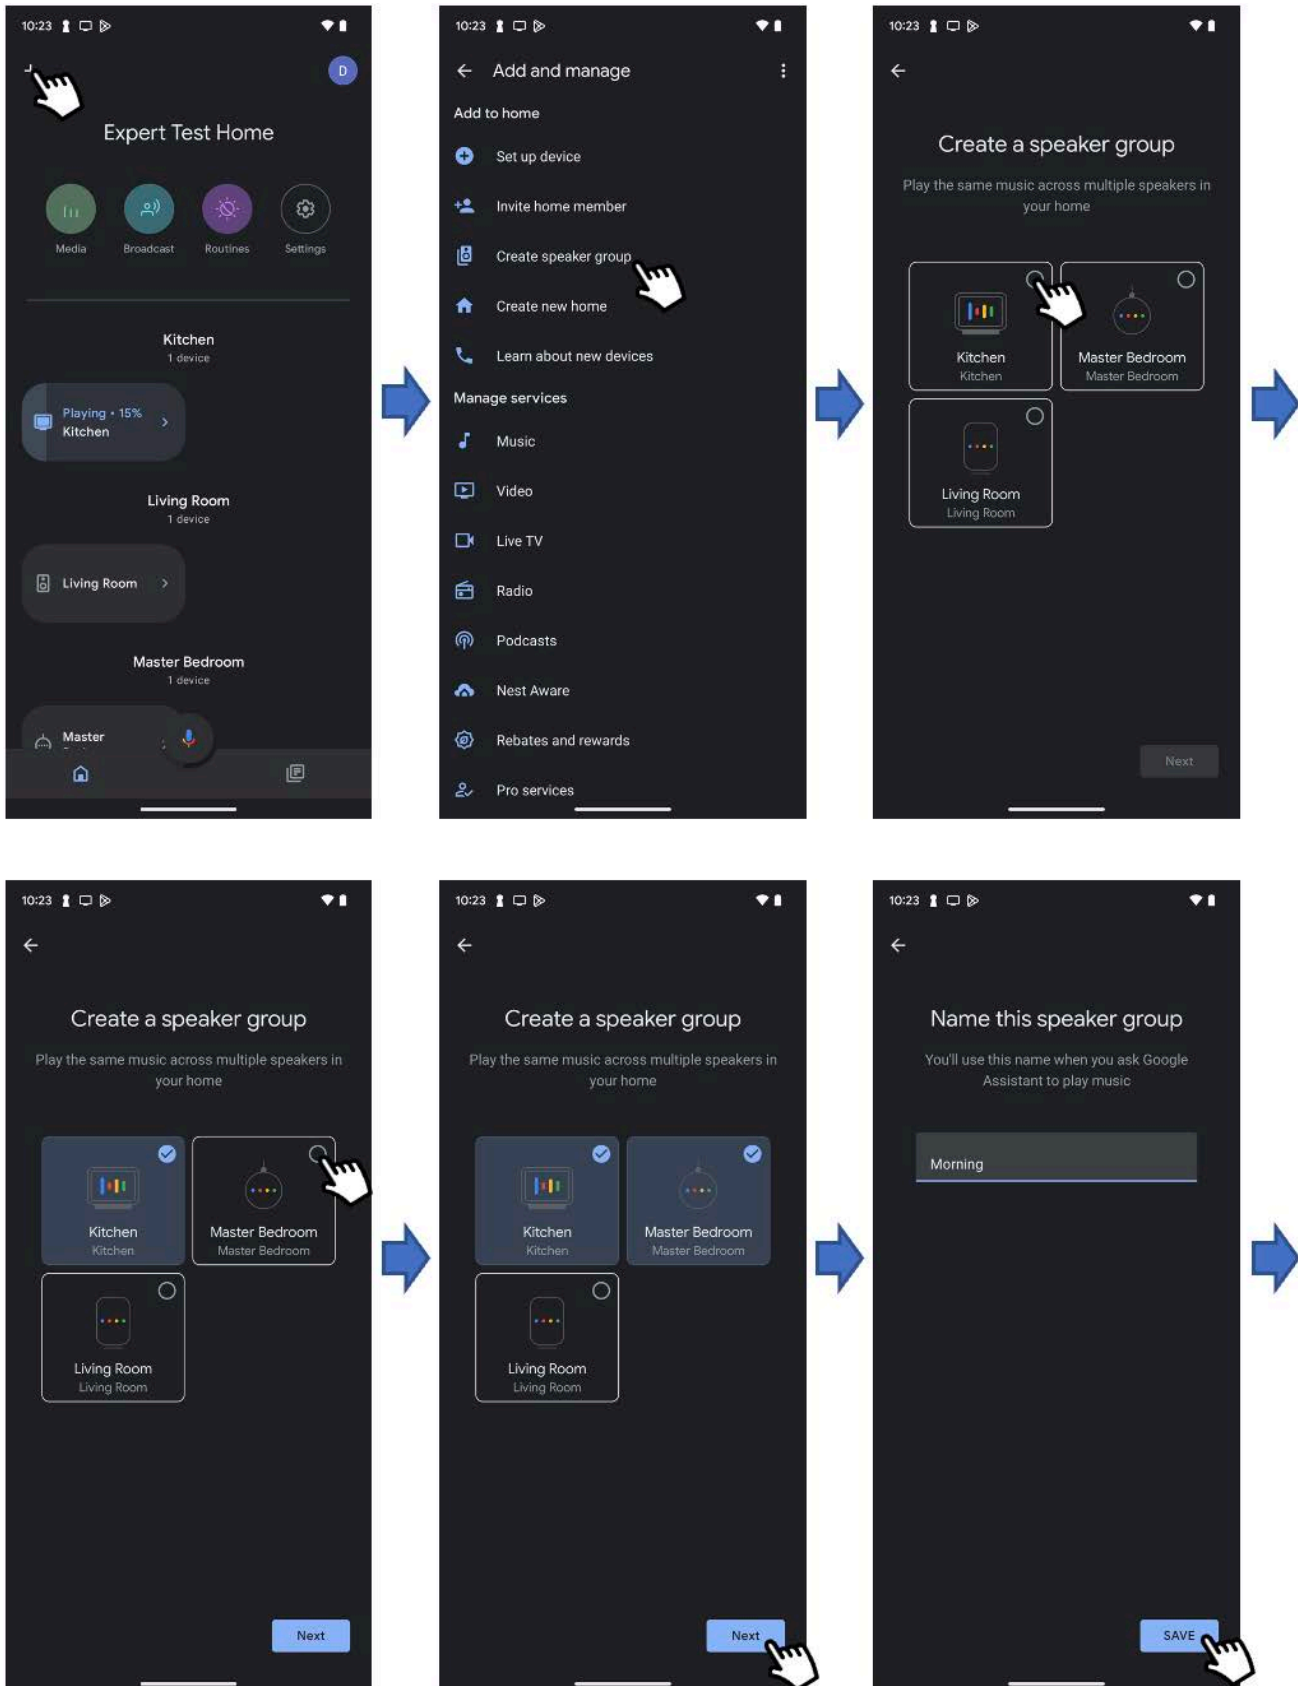 10:23
D
Expert Test Home
Media Broadcast Routines Settings
Kitchen
1 device
Playing • 15%
Kitchen
Living Room
1 device
Living Room
Master Bedroom
1 device
Master
10:23
Add and manage
Add to home
Set up device
Invite home member
Create speaker group
Create new home
Learn about new devices
Manage services
Music
Video
Live TV
Radio
Podcasts
Nest Aware
Rebates and rewards
Pro services
10:23
Create a speaker group
Play the same music across multiple speakers in
your home
Kitchen
Kitchen
Master Bedroom
Master Bedroom
Living Room
Living Room
Next
10:23
Create a speaker group
Play the same music across multiple speakers in
your home
Kitchen
Kitchen
Master Bedroom
Master Bedroom
Living Room
Living Room
Next
10:23
Create a speaker group
Play the same music across multiple speakers in
your home
Kitchen
Kitchen
Master Bedroom
Master Bedroom
Living Room
Living Room
Next
10:23
Name this speaker group
You'll use this name when you ask Google
Assistant to play music
Morning
SAVE